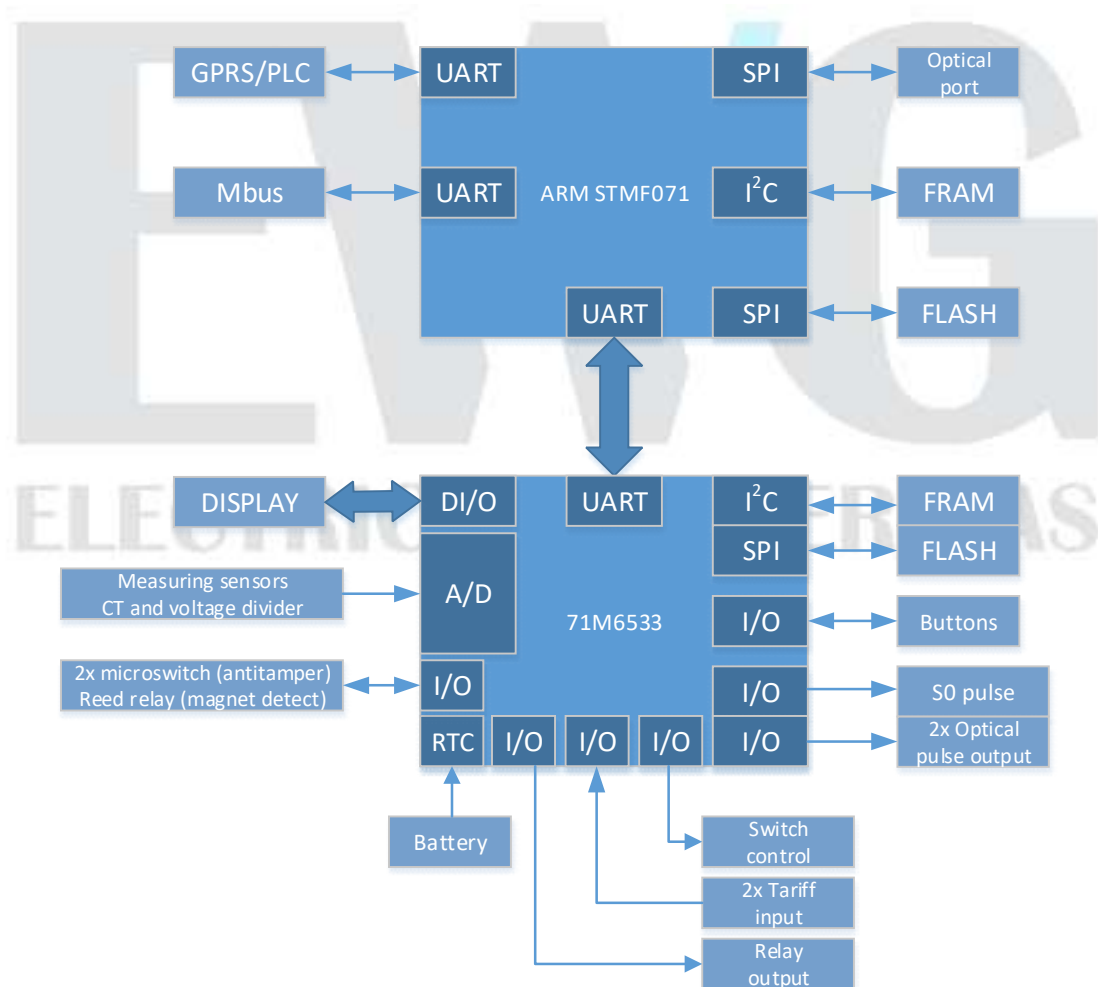 EWG
GPRS/PLC
UART
SPI
Optical
port
Mbus
UART
ARM STMF071
I²C
FRAM
UART
SPI
FLASH
DISPLAY
DI/O
UART
I²C
FRAM
SPI
FLASH
Measuring sensors
CT and voltage divider
A/D
71M6533
I/O
Buttons
2x microswitch (antitamper)
Reed relay (magnet detect)
I/O
I/O
S0 pulse
RTC
I/O
I/O
I/O
I/O
2x Optical
pulse output
Battery
Switch
control
2x Tariff
input
Relay
output